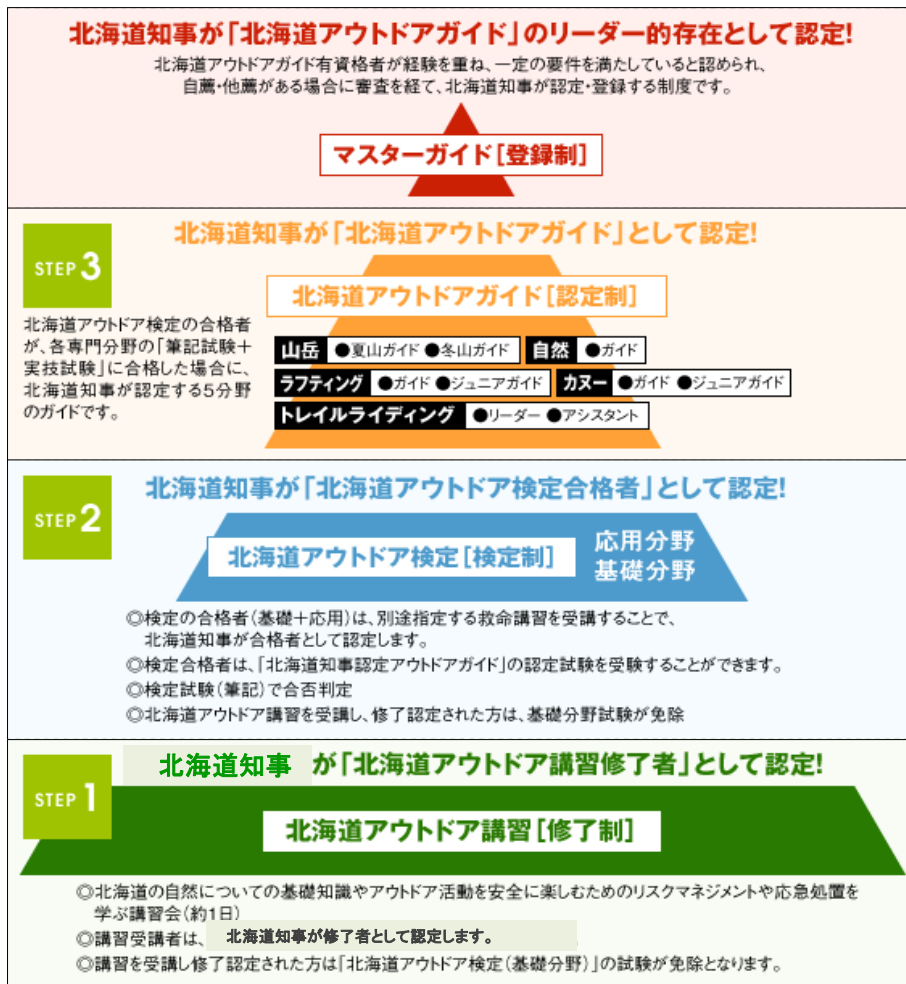 北海道知事が「北海道アウトドアガイド」のリーダー的存在として認定!
北海道アウトドアガイド有資格者が経験を重ね、一定の要件を満たしていると認められ、
自薦・他薦がある場合に審査を経て、北海道知事が認定・登録する制度です。
マスターガイド[登録制]
STEP 3
北海道知事が「北海道アウトドアガイド」として認定!
北海道アウトドアガイド[認定制]
北海道アウトドア検定の合格者
が、各専門分野の「筆記試験+
実技試験」に合格した場合に、
北海道知事が認定する5分野
のガイドです。
山岳 ●夏山ガイド ●冬山ガイド 自然 ●ガイド
ラフティング ●ガイド ●ジュニアガイド カヌー ●ガイド ●ジュニアガイド
トレイルライディング ●リーダー ●アシスタント
STEP 2
北海道知事が「北海道アウトドア検定合格者」として認定!
北海道アウトドア検定[検定制]
応用分野
基礎分野
◎検定の合格者(基礎+応用)は、別途指定する救命講習を受講することで、
北海道知事が合格者として認定します。
◎検定合格者は、「北海道知事認定アウトドアガイド」の認定試験を受験することができます。
◎検定試験(筆記)で合否判定
◎北海道アウトドア講習を受講し、修了認定された方は、基礎分野試験が免除
STEP 1
北海道知事 が「北海道アウトドア講習修了者」として認定!
北海道アウトドア講習[修了制]
◎北海道の自然についての基礎知識やアウトドア活動を安全に楽しむためのリスクマネジメントや応急処置を
学ぶ講習会(約1日)
◎講習受講者は、 北海道知事が修了者として認定します。
◎講習を受講し修了認定された方は「北海道アウトドア検定(基礎分野)」の試験が免除となります。